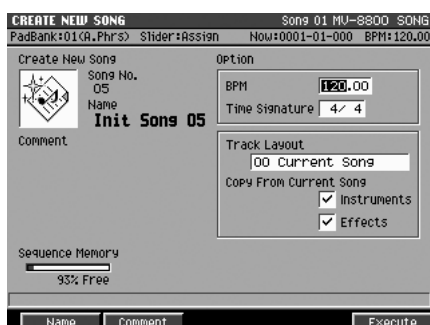 CREATE NEW SONG Song 01 MV-8800 SONG
PadBank:01(A.Phrs) Slider:Assign Now:0001-01-000 BPM:120.00
Create New Song
Song No.
05
Name
Init Song 05
Comment
Sequence Memory
93% Free
Option
BPM 120.00
Time Signature 4/ 4
Track Layout
00 Current Song
Copy From Current Song
Instruments
Effects
Name Comment Execute